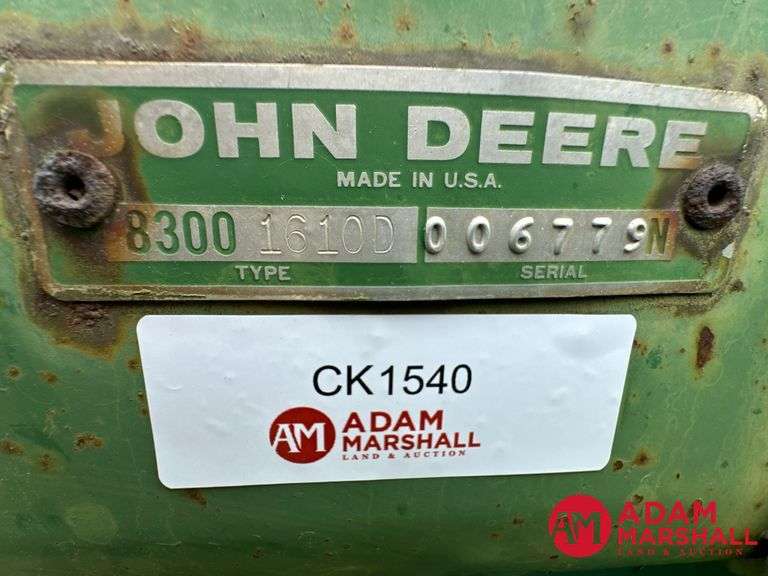 JOHN DEERE
MADE IN U.S.A.
8300 1610D 006779N
TYPE SERIAL
CK1540
AM ADAM
MARSHALL
LAND & AUCTION
AM ADAM
MARSHALL
LAND & AUCTION